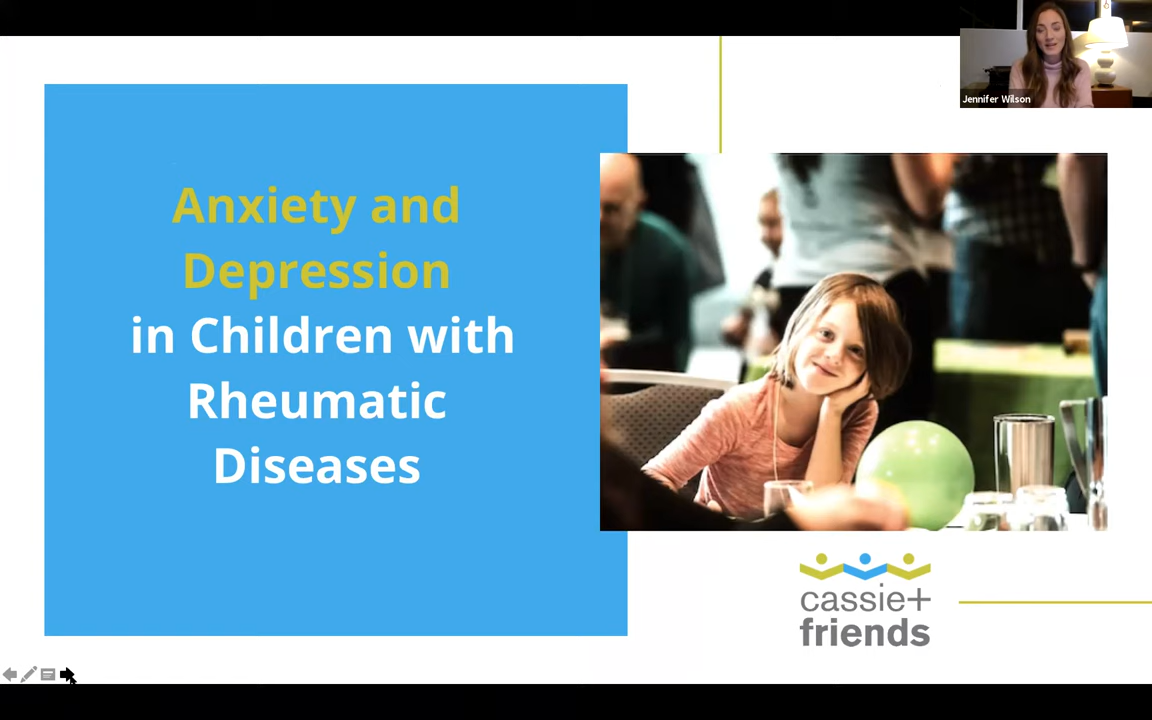 Jennifer Wilson
Anxiety and
Depression
in Children with
Rheumatic
Diseases
cassie+
friends